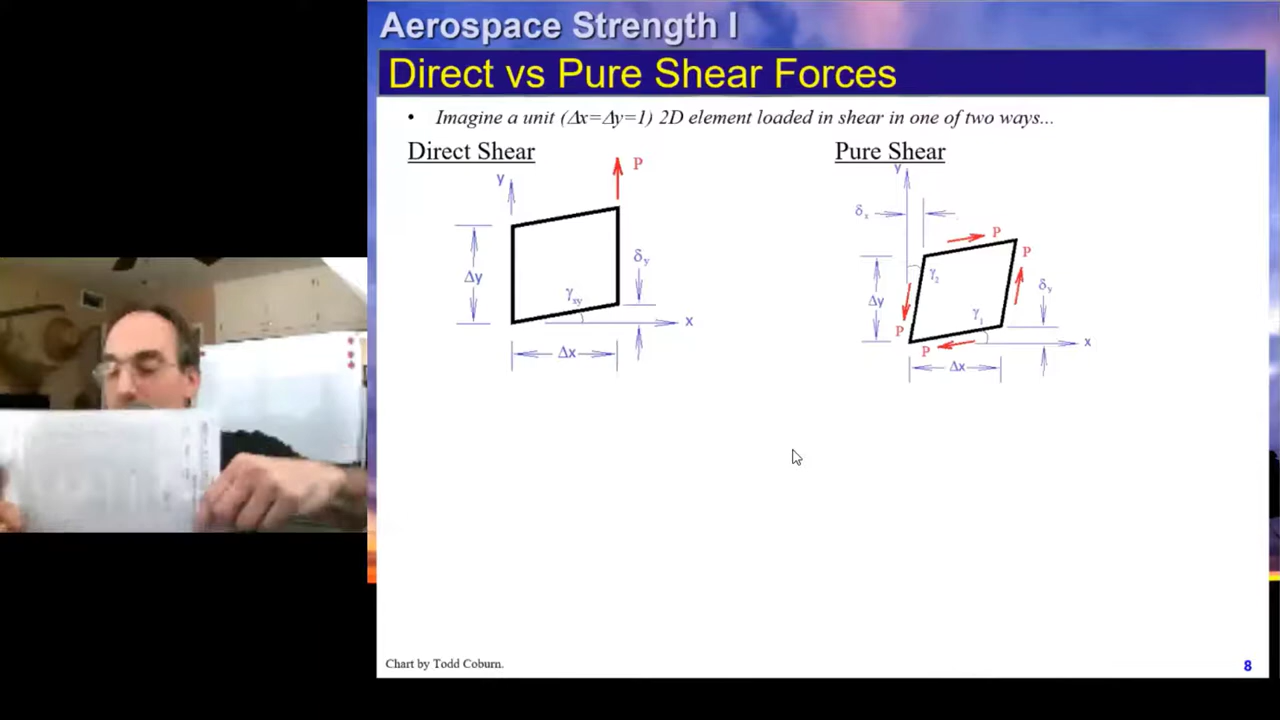 Aerospace Strength I
Direct vs Pure Shear Forces
• Imagine a unit (Δx=Δy=1) 2D element loaded in shear in one of two ways...
Direct Shear
P
y
Δy
δy
γxy
x
Δx
Pure Shear
y
δx
P
P
γ2
Δy
δy
γ1
P
P
x
Δx
Chart by Todd Coburn.
8